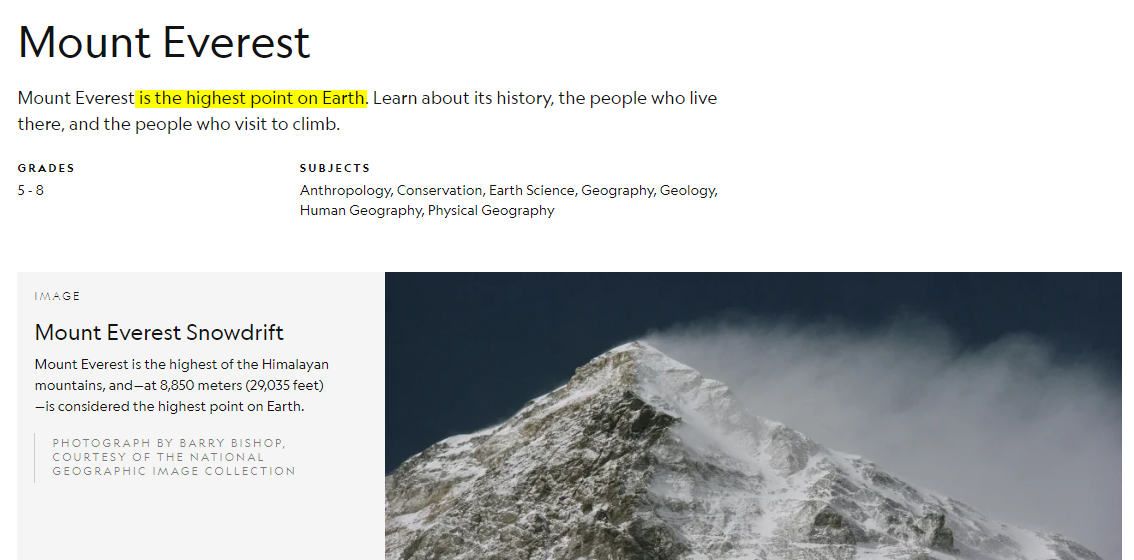 Mount Everest
Mount Everest is the highest point on Earth. Learn about its history, the people who live
there, and the people who visit to climb.
GRADES
5 - 8
SUBJECTS
Anthropology, Conservation, Earth Science, Geography, Geology,
Human Geography, Physical Geography
IMAGE
Mount Everest Snowdrift
Mount Everest is the highest of the Himalayan
mountains, and—at 8,850 meters (29,035 feet)
—is considered the highest point on Earth.
PHOTOGRAPH BY BARRY BISHOP,
COURTESY OF THE NATIONAL
GEOGRAPHIC IMAGE COLLECTION